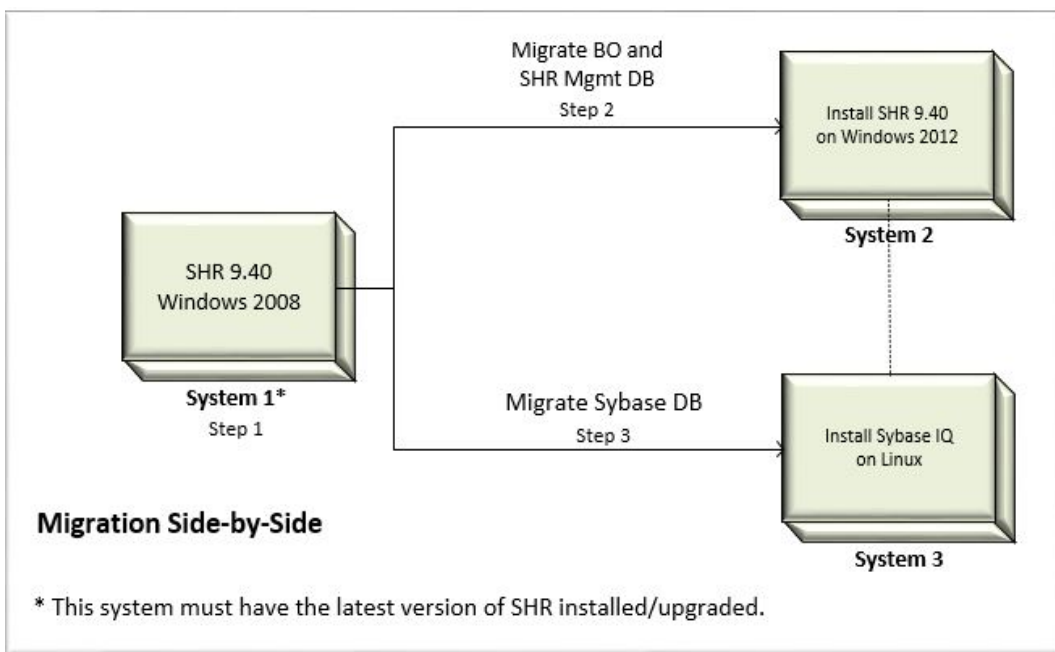 Migrate BO and
SHR Mgmt DB
Step 2
Install SHR 9.40
on Windows 2012
System 2
SHR 9.40
Windows 2008
System 1*
Step 1
Migrate Sybase DB
Step 3
Install Sybase IQ
on Linux
System 3
Migration Side-by-Side
* This system must have the latest version of SHR installed/upgraded.